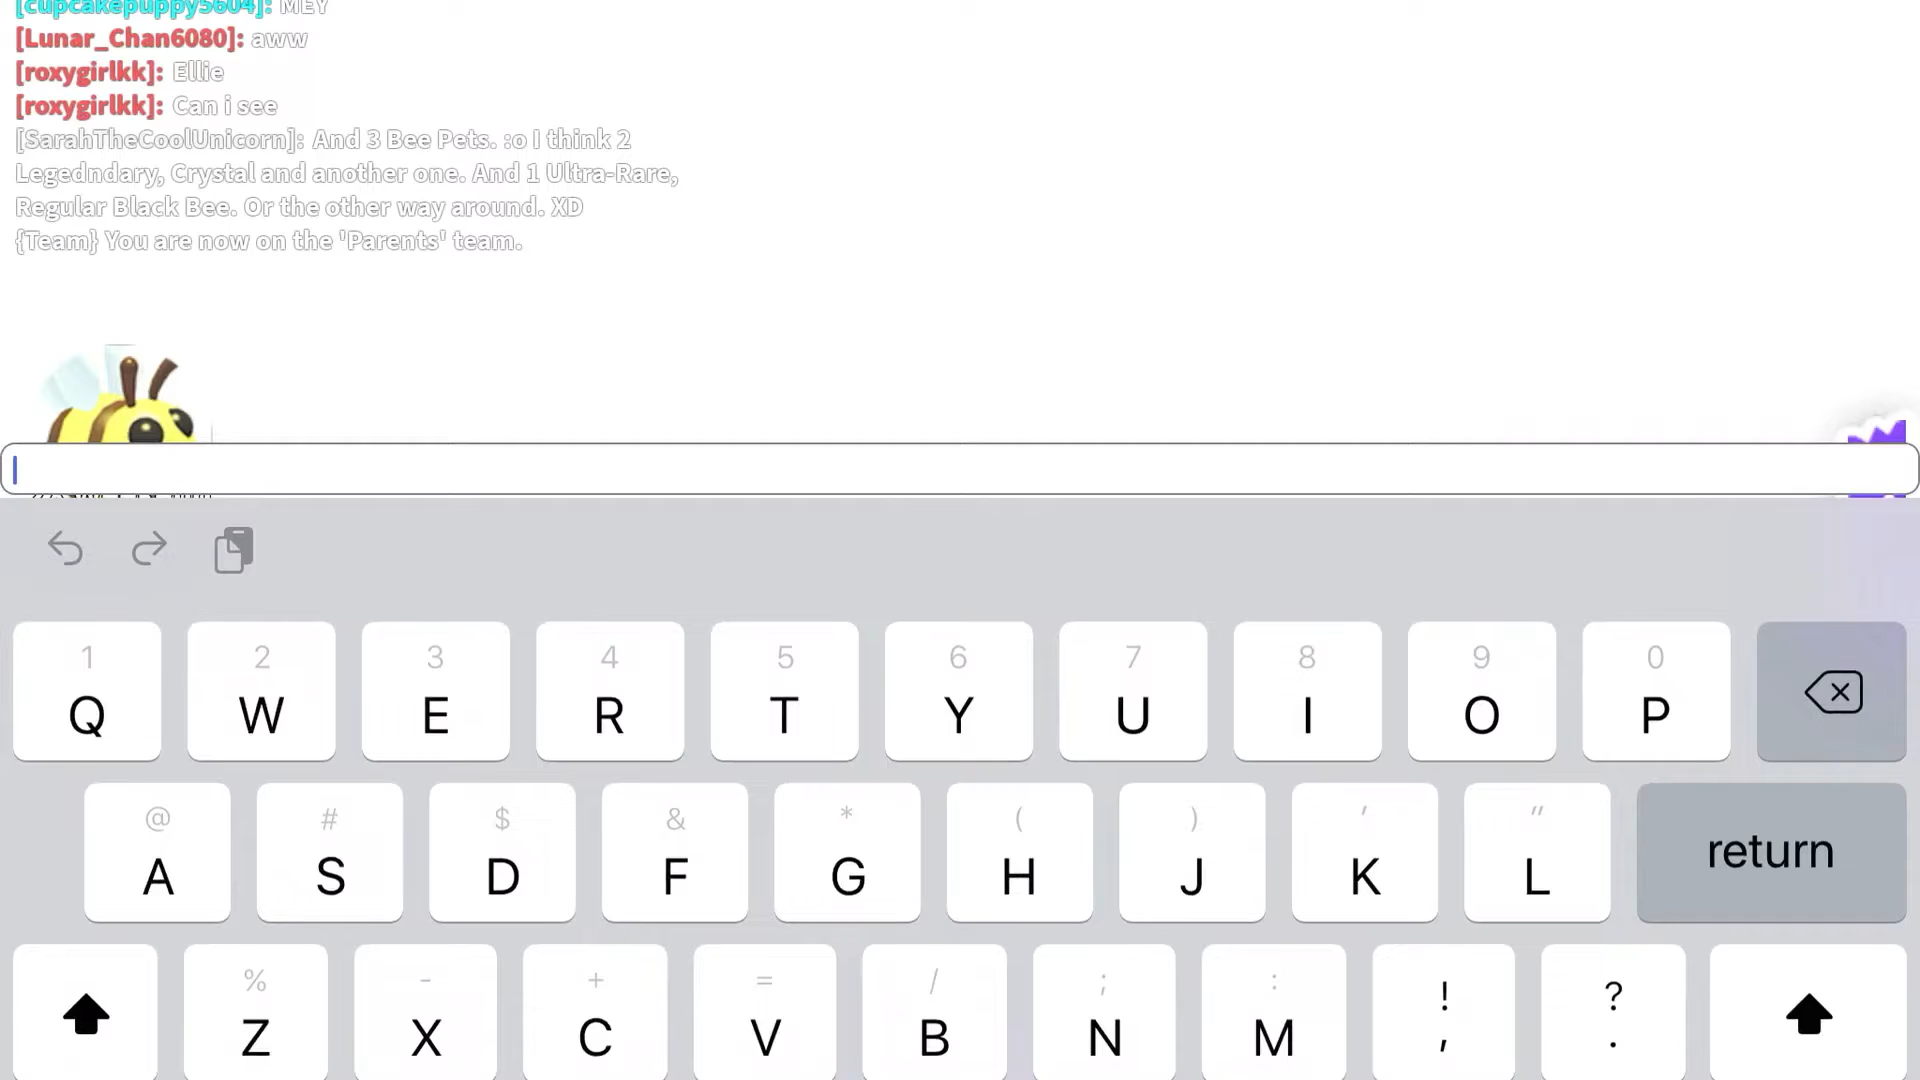 [cupcakepuppy5604]: MEY
[Lunar_Chan6080]: aww
[roxygirlkk]: Ellie
[roxygirlkk]: Can i see
[SarahTheCoolUnicorn]: And 3 Bee Pets. :o I think 2
Legedndary, Crystal and another one. And 1 Ultra-Rare,
Regular Black Bee. Or the other way around. XD
{Team} You are now on the 'Parents' team.
1 2 3 4 5 6 7 8 9 0
Q W E R T Y U I O P
@ # $ & * ( ) ' "
A S D F G H J K L return
% - + = / ; : ! ?
Z X C V B N M , .